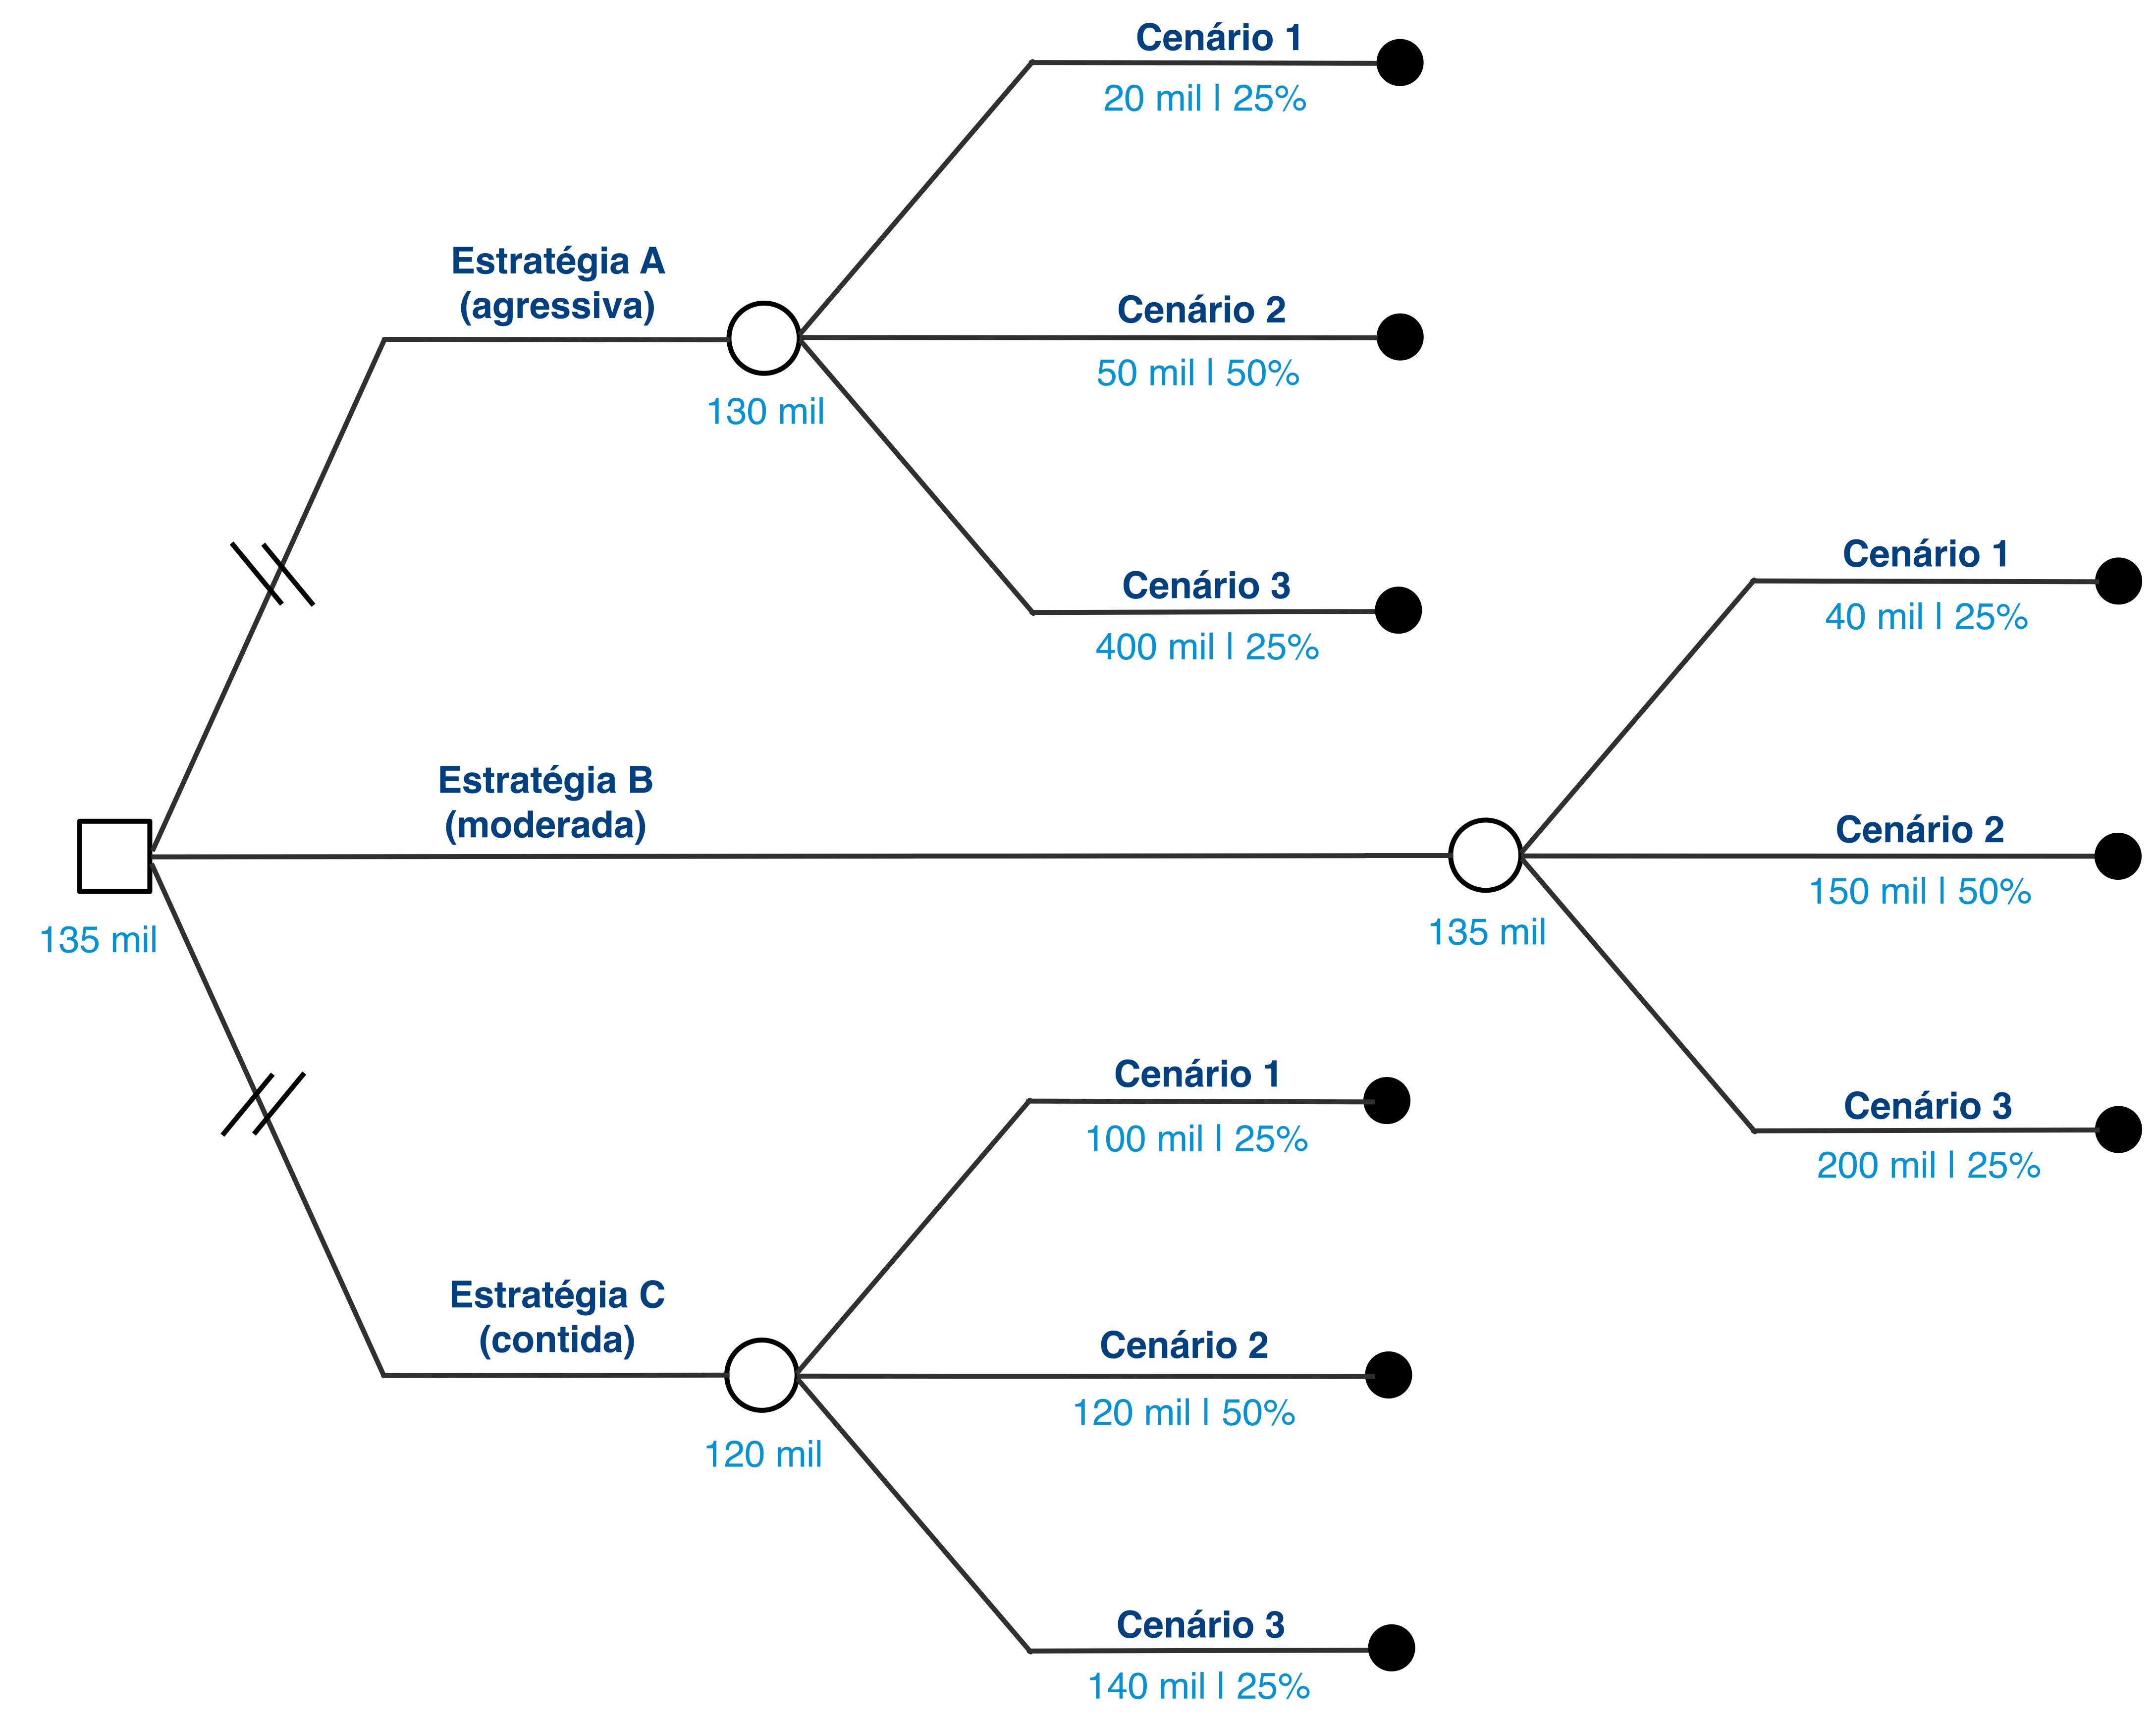 Cenário 1
20 mil | 25%
Estratégia A
(agressiva)
130 mil
Cenário 2
50 mil | 50%
Cenário 3
400 mil | 25%
Estratégia B
(moderada)
135 mil
135 mil
Cenário 1
40 mil | 25%
Cenário 2
150 mil | 50%
Cenário 3
200 mil | 25%
Estratégia C
(contida)
120 mil
Cenário 1
100 mil | 25%
Cenário 2
120 mil | 50%
Cenário 3
140 mil | 25%